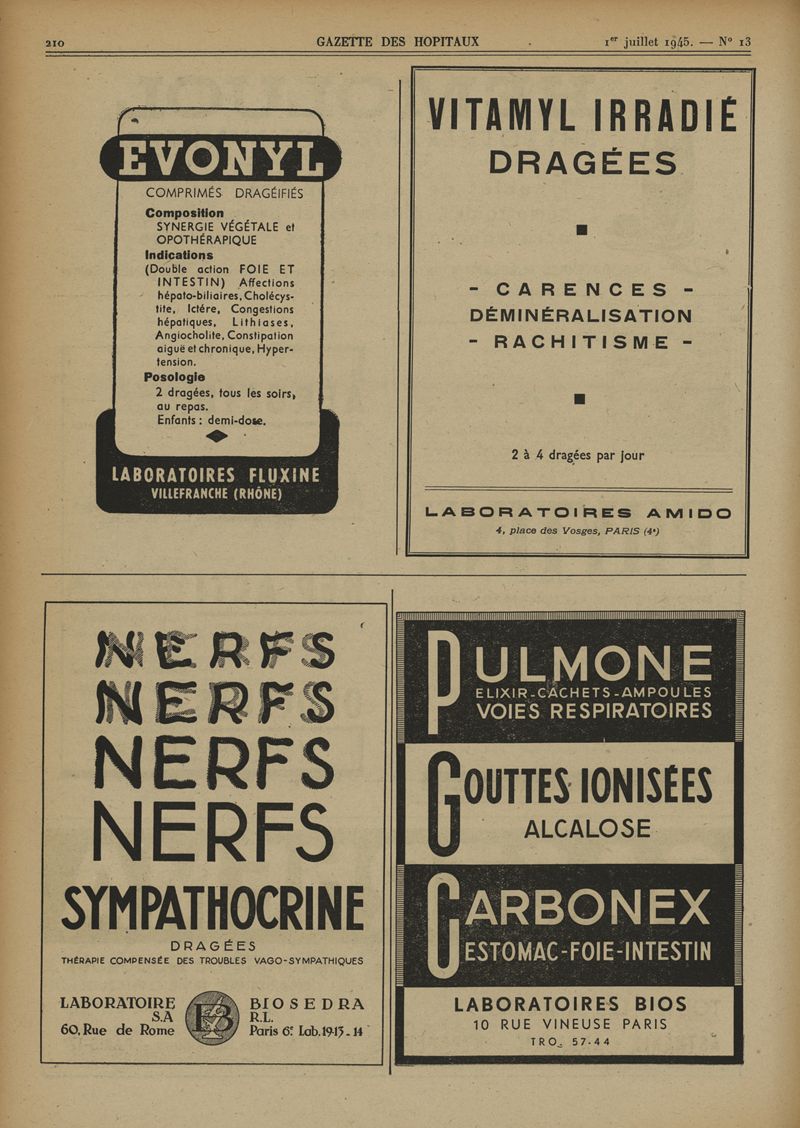 210
GAZETTE DES HOPITAUX
1er juillet 1945. — N° 13
EVONYL
COMPRIMÉS DRAGÉIFIÉS
Composition
SYNERGIE VÉGÉTALE et
OPOTHÉRAPIQUE
Indications
(Double action FOIE ET
INTESTIN) Affections
hépato-biliaires, Cholécys-
tite, Ictére, Congestions
hépatiques, Lithiases,
Angiocholite, Constipation
aiguë et chronique, Hyper-
tension.
Posologie
2 dragées, tous les soirs,
au repas.
Enfants : demi-dose.
LABORATOIRES FLUXINE
VILLEFRANCHE (RHÔNE)
VITAMYL IRRADIÉ
DRAGÉES
- CARENCES -
DÉMINÉRALISATION
- RACHITISME -
2 à 4 dragées par jour
LABORATOIRES AMIDO
4, place des Vosges, PARIS (4e)
NERFS
NERFS
NERFS
NERFS
SYMPATHOCRINE
DRAGÉES
THÉRAPIE COMPENSÉE DES TROUBLES VAGO-SYMPATHIQUES
LABORATOIRE BIOSEDRA
S.A R.L.
60, Rue de Rome Paris 6e Lab. 19-13 - 14
PULMONE
ELIXIR-CACHETS-AMPOULES
VOIES RESPIRATOIRES
GOUTTES IONISÉES
ALCALOSE
CARBONEX
ESTOMAC-FOIE-INTESTIN
LABORATOIRES BIOS
10 RUE VINEUSE PARIS
TRO. 57-44